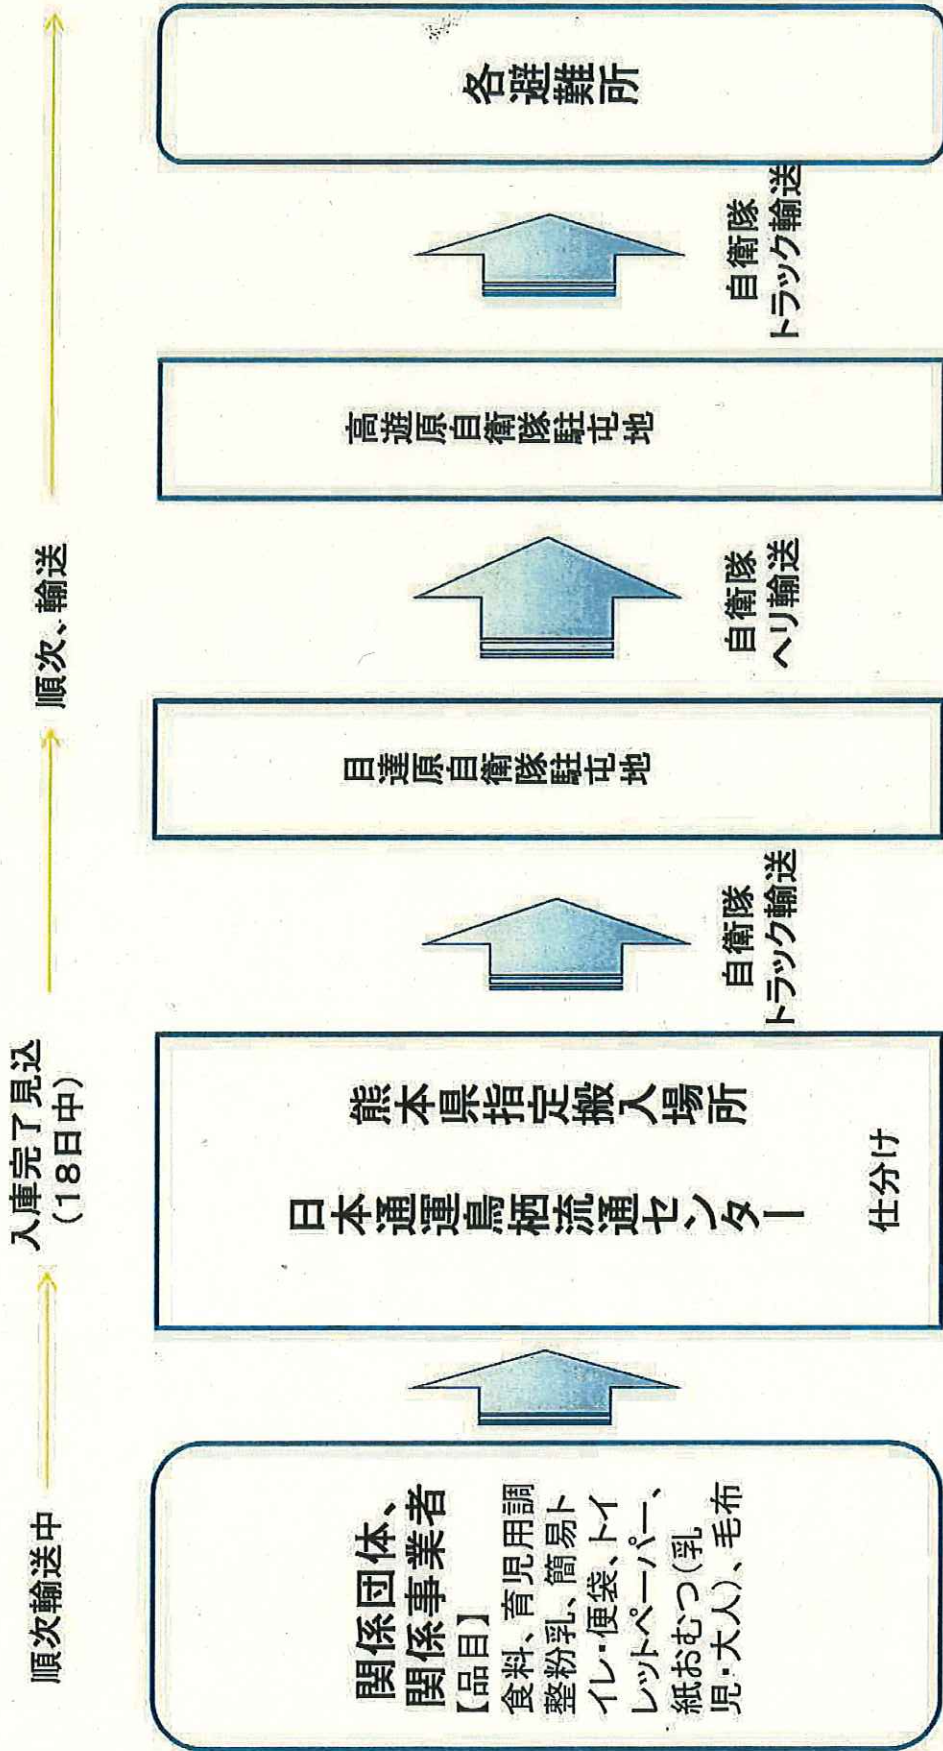 順次輸送中
入庫完了見込
(18日中)
順次、輸送
関係団体、
関係事業者
【品目】
食料、育児用調
整粉乳、簡易ト
イレ・便袋、トイ
レットペーパー、
紙おむつ(乳
児・大人)、毛布
熊本県指定搬入場所
日本通運鳥栖流通センター
仕分け
自衛隊
トラック輸送
目達原自衛隊駐屯地
自衛隊
ヘリ輸送
高遊原自衛隊駐屯地
自衛隊
トラック輸送
各避難所